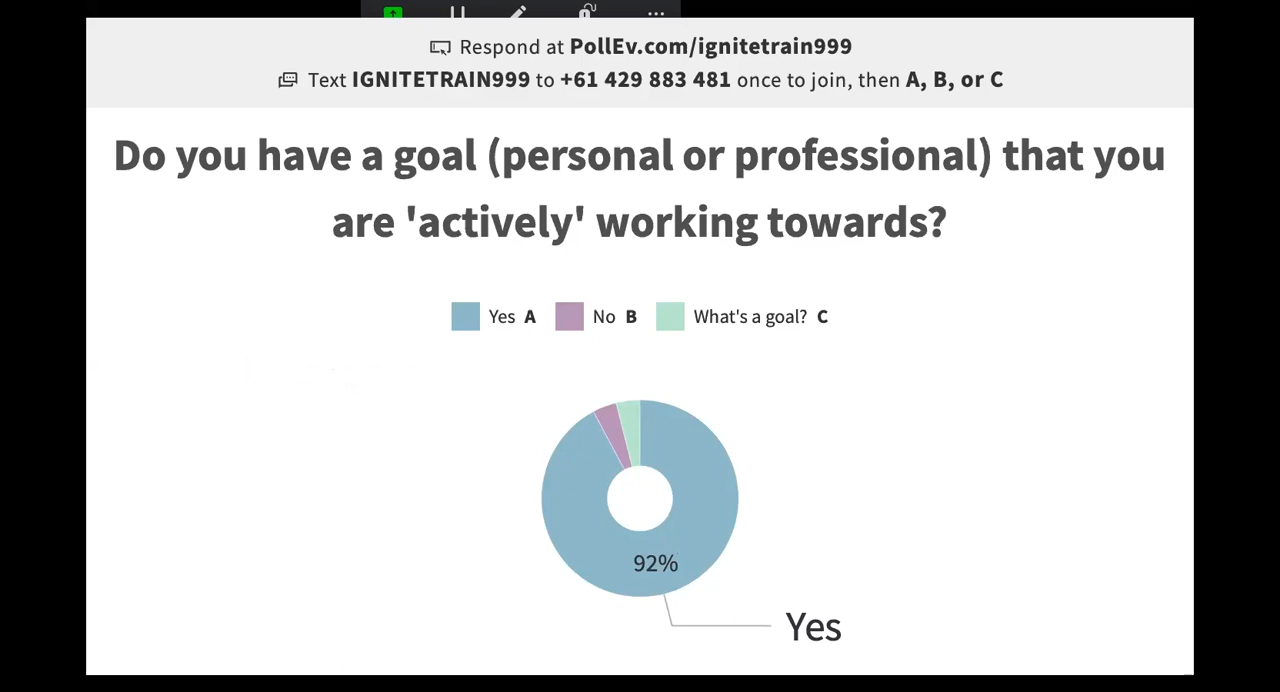 Respond at PollEv.com/ignitetrain999
Text IGNITETRAIN999 to +61 429 883 481 once to join, then A, B, or C
Do you have a goal (personal or professional) that you
are 'actively' working towards?
Yes A No B What's a goal? C
92%
Yes